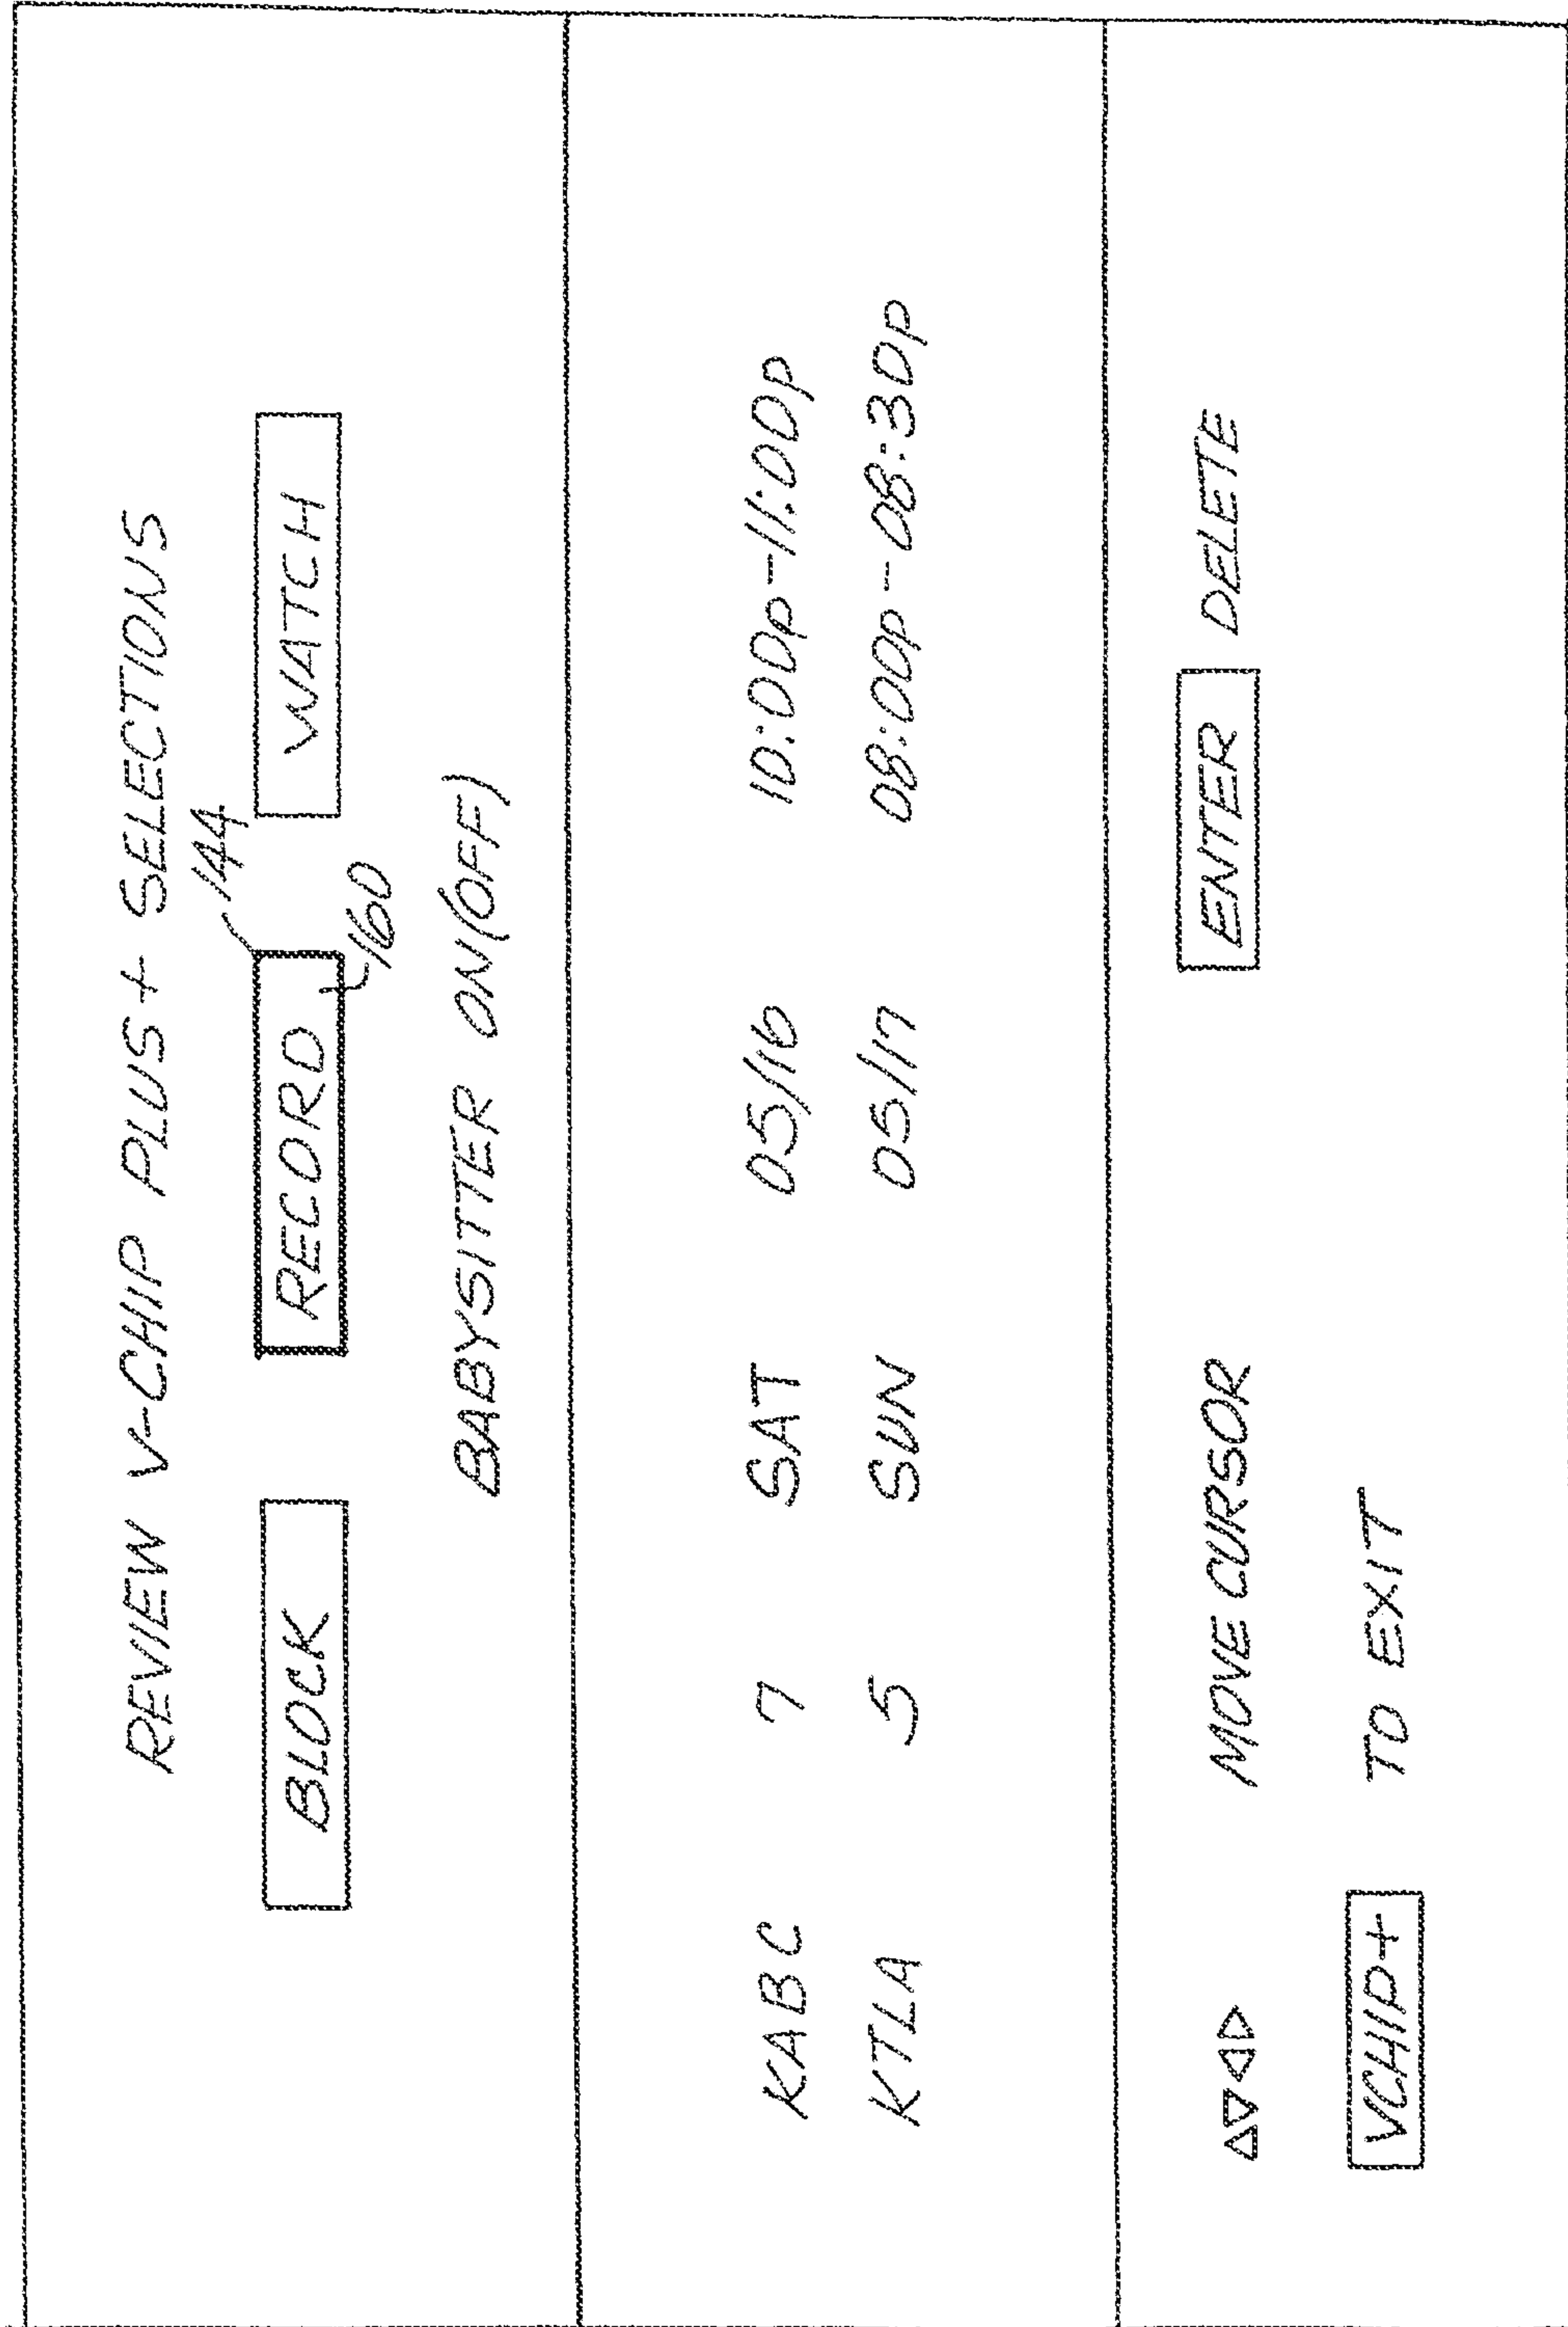 REVIEW V-CHIP PLUS+ SELECTIONS
144
BLOCK RECORD WATCH
160
BABYSITTER ON(OFF)
KABC 7 SAT 05/16 10:00p-11:00p
KTLA 5 SUN 05/17 08:00p--08:30p
△▽◁▷ MOVE CURSOR ENTER DELETE
VCHIP+ TO EXIT